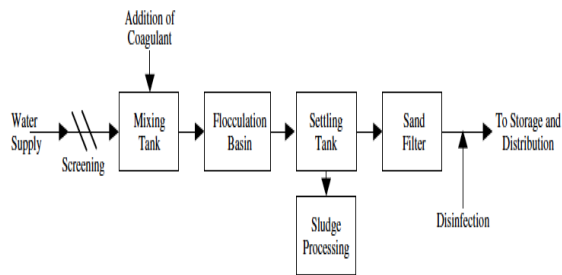 Addition of
Coagulant
Water
Supply
Screening
Mixing
Tank
Flocculation
Basin
Settling
Tank
Sand
Filter
To Storage and
Distribution
Sludge
Processing
Disinfection